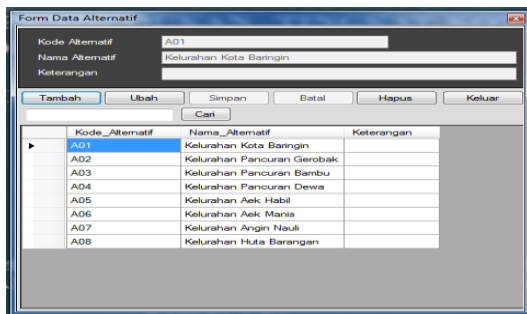 Form Data Alternatif
Kode Alternatif A01
Nama Alternatif Kelurahan Kota Baringin
Keterangan
Tambah Ubah Simpan Batal Hapus Keluar
Cari
Kode_Alternatif Nama_Alternatif Keterangan
A01 Kelurahan Kota Baringin
A02 Kelurahan Pancuran Gerobak
A03 Kelurahan Pancuran Bambu
A04 Kelurahan Pancuran Dewa
A05 Kelurahan Aek Habil
A06 Kelurahan Aek Manis
A07 Kelurahan Angin Nauli
A08 Kelurahan Huta Barangan